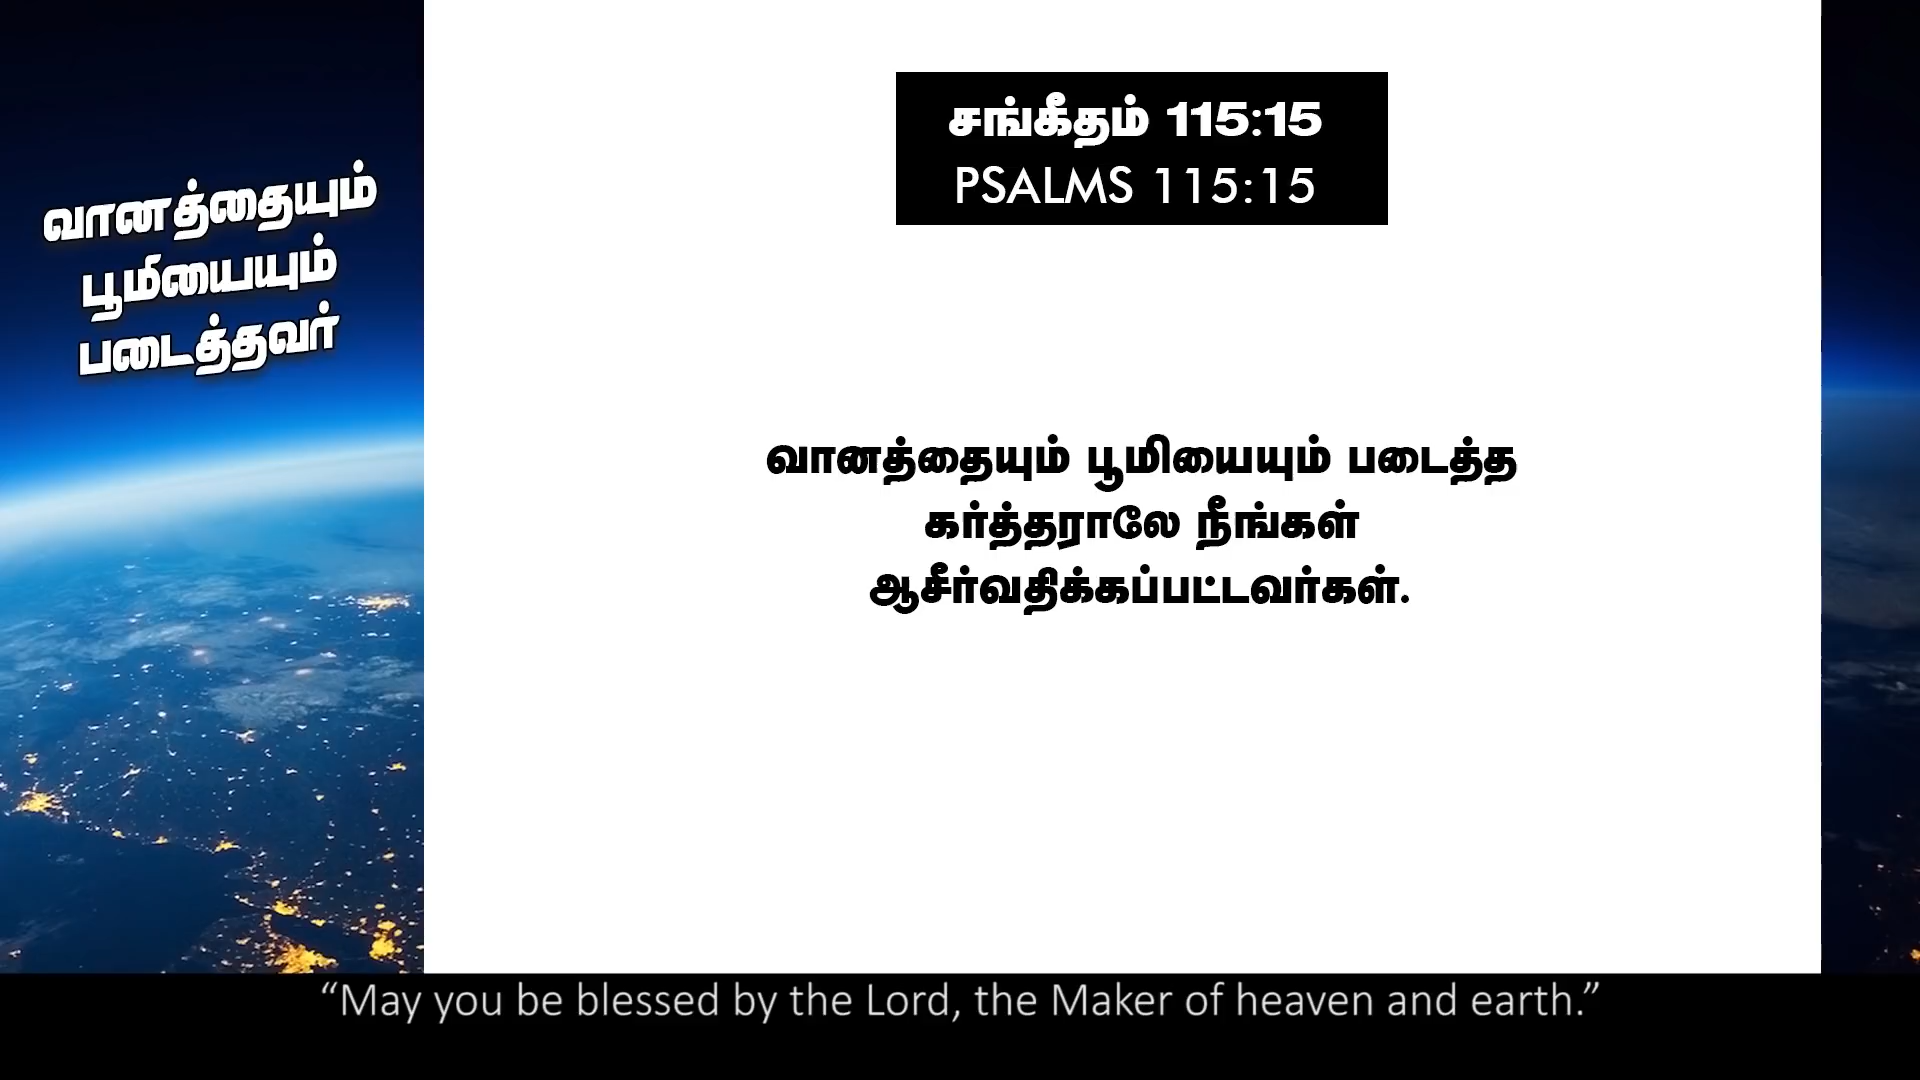 வானத்தையும்
பூமியையும்
படைத்தவர்
சங்கீதம் 115:15
PSALMS 115:15
வானத்தையும் பூமியையும் படைத்த
கர்த்தராலே நீங்கள்
ஆசீர்வதிக்கப்பட்டவர்கள்.
“May you be blessed by the Lord, the Maker of heaven and earth.”